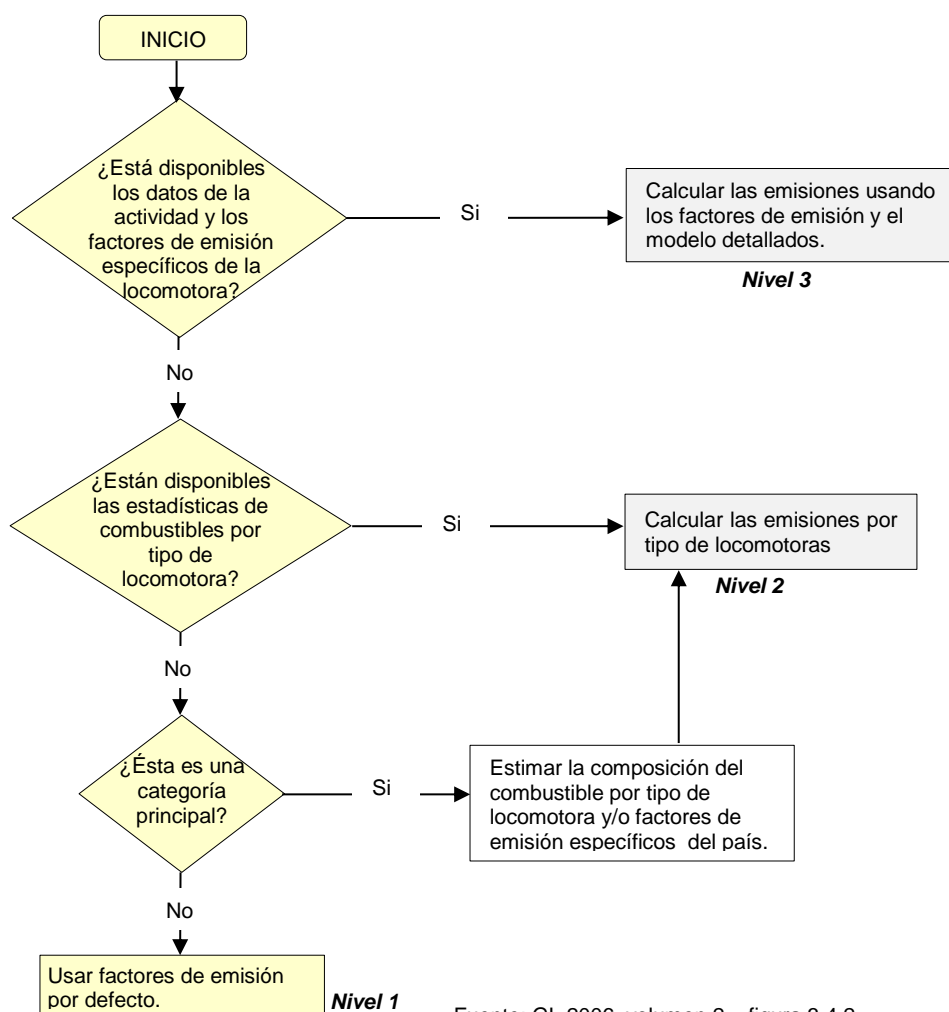 INICIO
¿Está disponibles
los datos de la
actividad y los
factores de emisión
específicos de la
locomotora?
Si
Calcular las emisiones usando
los factores de emisión y el
modelo detallados.
Nivel 3
No
¿Están disponibles
las estadísticas de
combustibles por
tipo de
locomotora?
Si
Calcular las emisiones por
tipo de locomotoras
Nivel 2
No
¿Ésta es una
categoría
principal?
Si
Estimar la composición del
combustible por tipo de
locomotora y/o factores de
emisión específicos del país.
No
Usar factores de emisión
por defecto.
Nivel 1